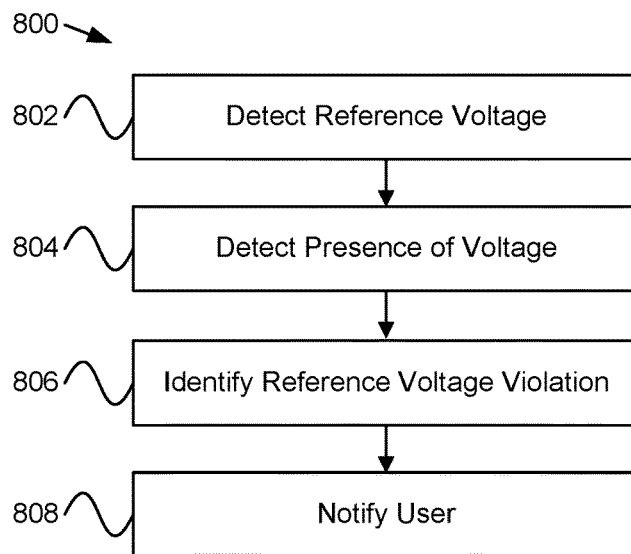 800
802 Detect Reference Voltage
804 Detect Presence of Voltage
806 Identify Reference Voltage Violation
808 Notify User